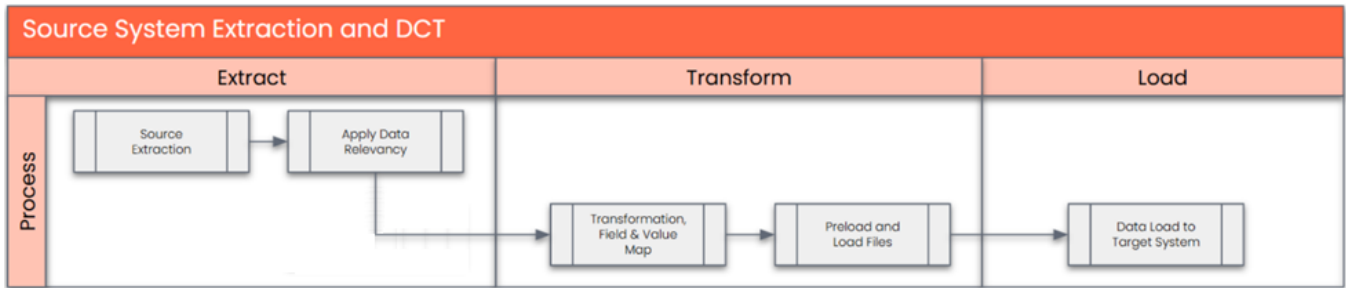 Source System Extraction and DCT
Extract
Transform
Load
Process
Source
Extraction
Apply Data
Relevancy
Transformation,
Field & Value
Map
Preload and
Load Files
Data Load to
Target System